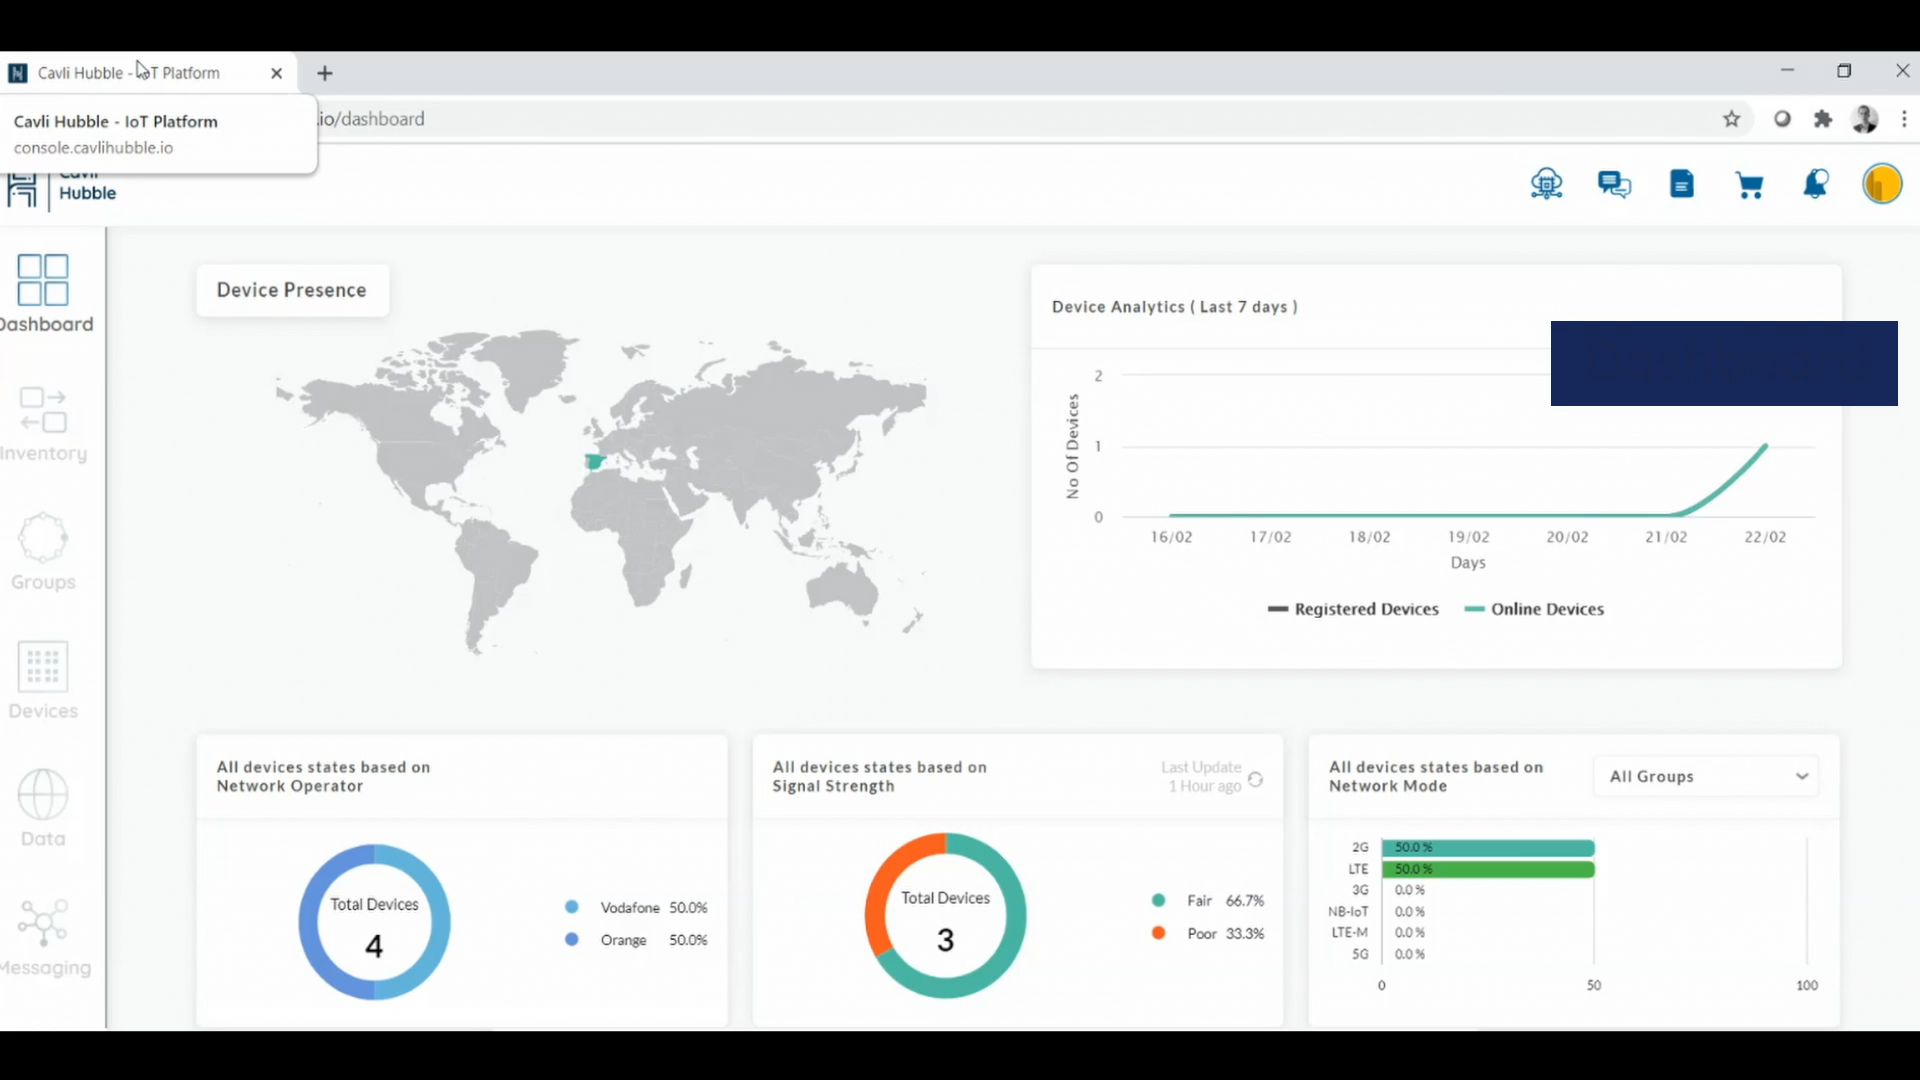 Cavli Hubble - IoT Platform
Cavli Hubble - IoT Platform
console.cavlihubble.io
.io/dashboard
Cavli
Hubble
Dashboard
Inventory
Groups
Devices
Data
Messaging
Device Presence
Device Analytics ( Last 7 days )
No Of Devices
2
1
0
16/02 17/02 18/02 19/02 20/02 21/02 22/02
Days
Registered Devices Online Devices
All devices states based on
Network Operator
Total Devices
4
Vodafone 50.0%
Orange 50.0%
All devices states based on
Signal Strength
Last Update
1 Hour ago
Total Devices
3
Fair 66.7%
Poor 33.3%
All devices states based on
Network Mode
All Groups
2G 50.0 %
LTE 50.0 %
3G 0.0 %
NB-IoT 0.0 %
LTE-M 0.0 %
5G 0.0 %
0 50 100